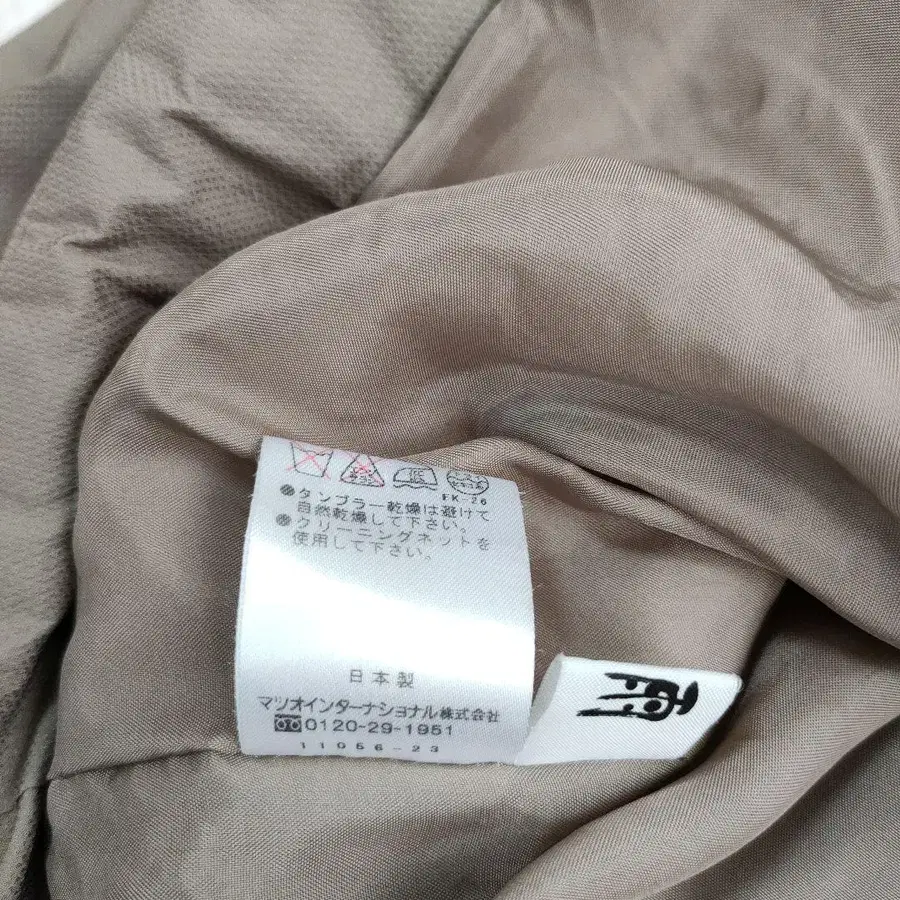 FK-26
●タンブラー乾燥は避けて
自然乾燥して下さい。
●クリーニングネットを
使用して下さい。
日本製
マツオインターナショナル株式会社
0120-29-1951
11056-23